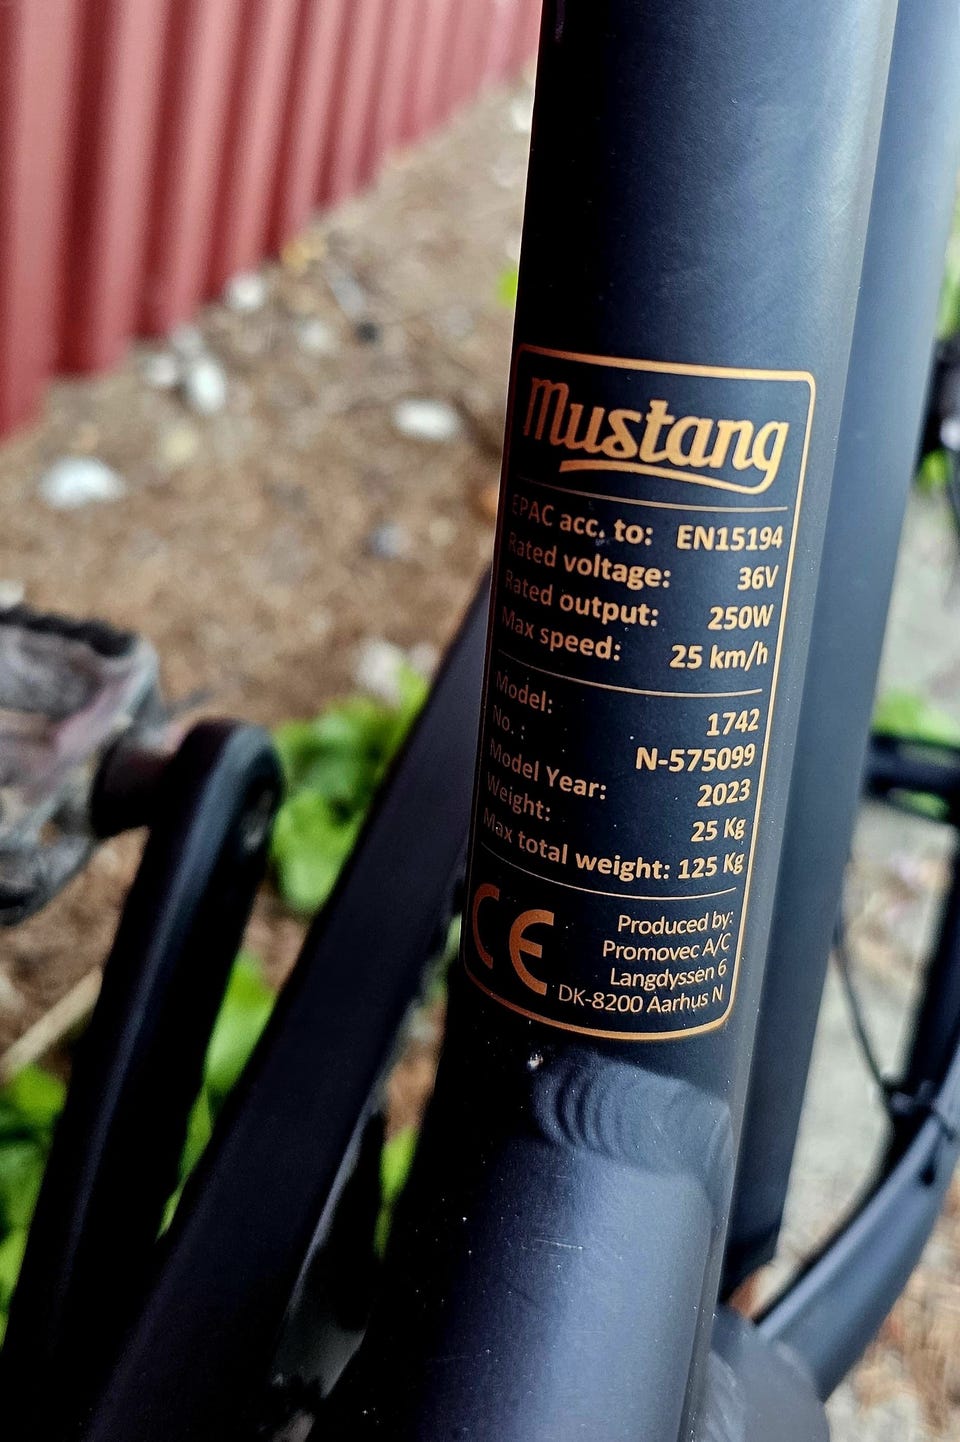 Mustang
EPAC acc. to: EN15194
Rated voltage: 36V
Rated output: 250W
Max speed: 25 km/h
Model: 1742
No. : N-575099
Model Year: 2023
Weight: 25 Kg
Max total weight: 125 Kg
CE
Produced by:
Promovec A/C
Langdyssen 6
DK-8200 Aarhus N